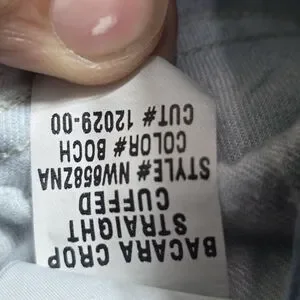 BACARA CROP
STRAIGHT
CUFFED
STYLE# NW658ZNA
COLOR# BOCH
CUT# 12029-00